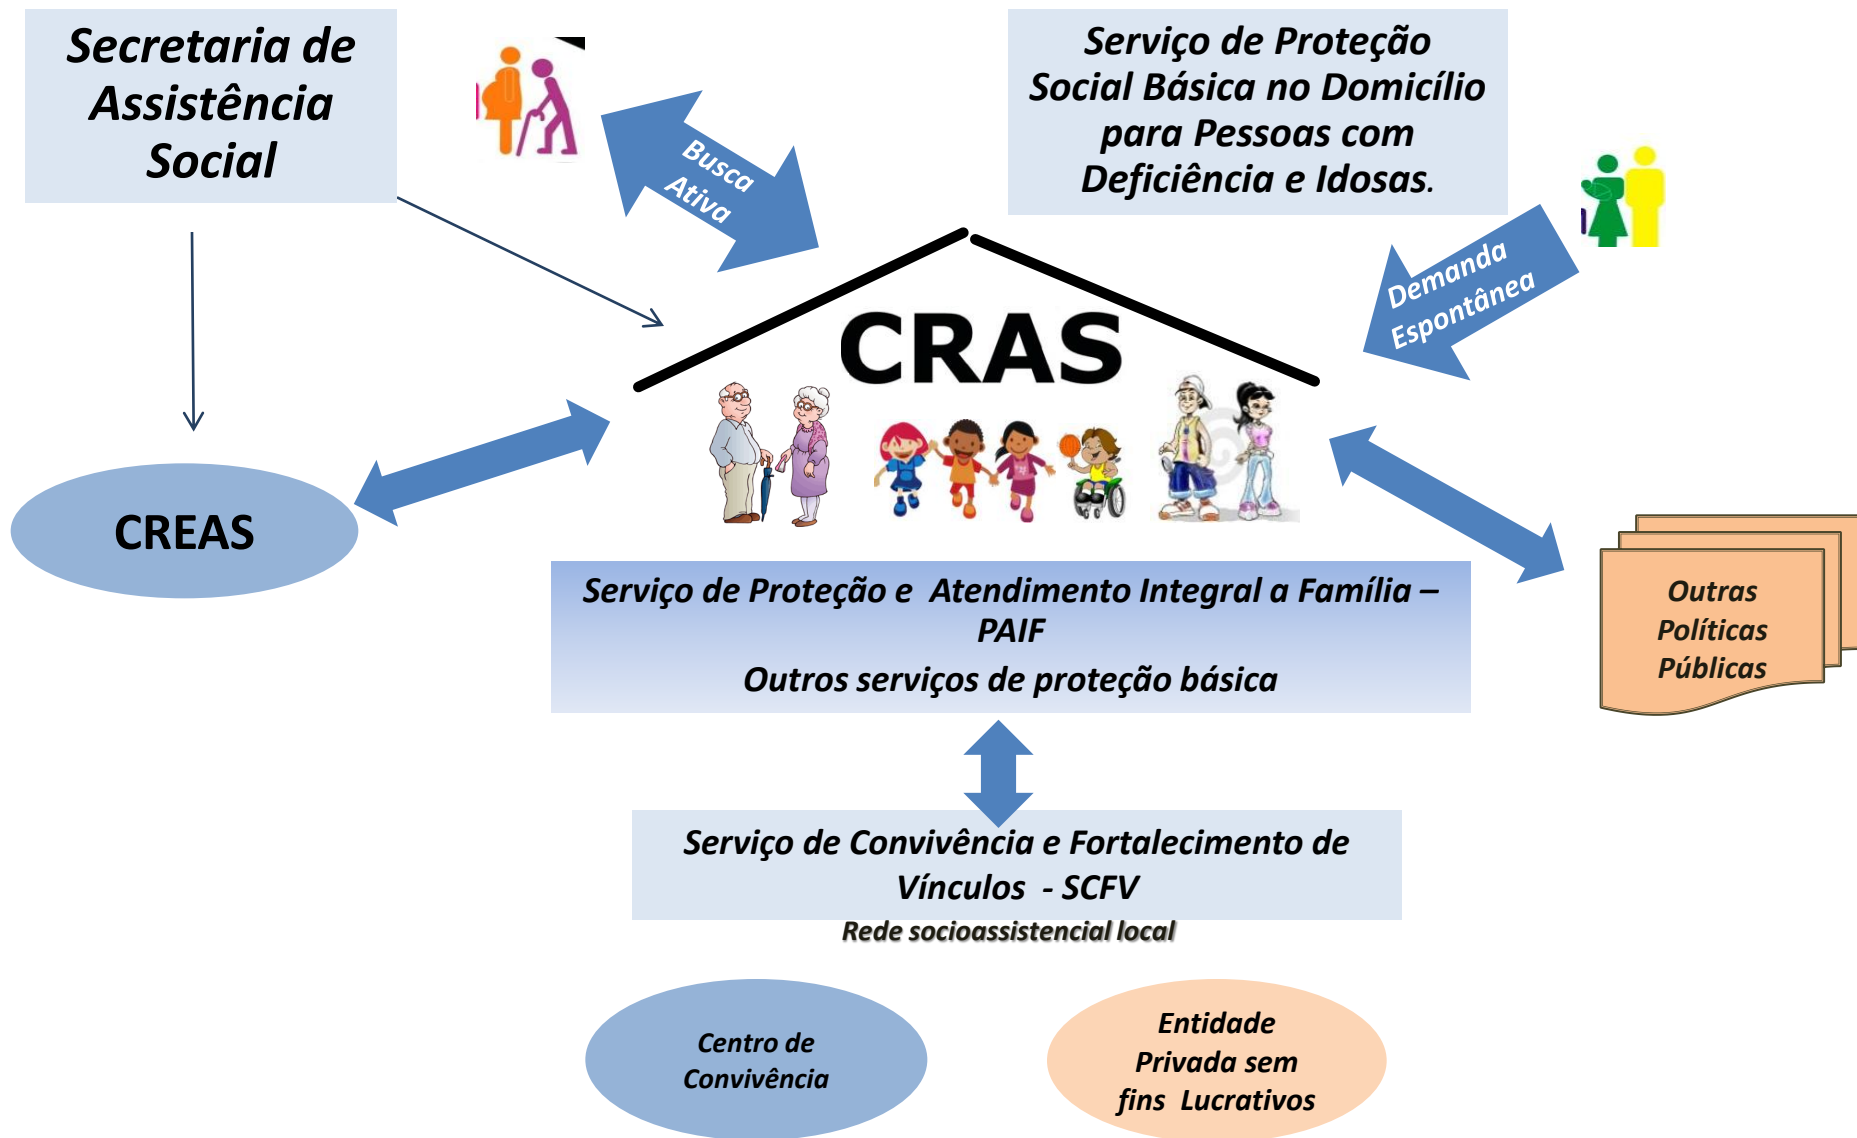 Secretaria de
Assistência
Social
Busca
Ativa
Serviço de Proteção
Social Básica no Domicílio
para Pessoas com
Deficiência e Idosas.
Demanda
Espontânea
CRAS
CREAS
Serviço de Proteção e Atendimento Integral a Família –
PAIF
Outros serviços de proteção básica
Outras
Políticas
Públicas
Serviço de Convivência e Fortalecimento de
Vínculos - SCFV
Rede socioassistencial local
Centro de
Convivência
Entidade
Privada sem
fins Lucrativos